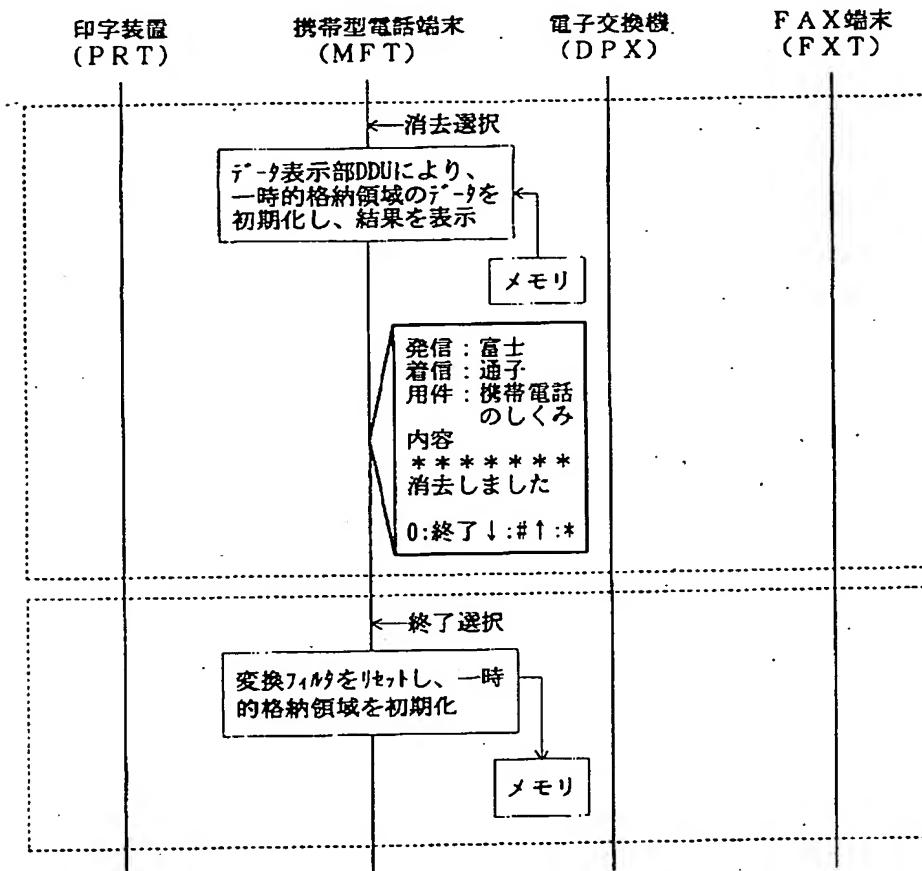 印字装置
(PRT)
携帯型電話端末
(MFT)
電子交換機
(DPX)
FAX端末
(FXT)
消去選択
データ表示部DDUにより、
一時的格納領域のデータを
初期化し、結果を表示
メモリ
発信:富士
着信:通子
用件:携帯電話
のしくみ
内容
*******
消去しました
0:終了↓:#↑:*
終了選択
変換フィルタをリセットし、一時
的格納領域を初期化
メモリ